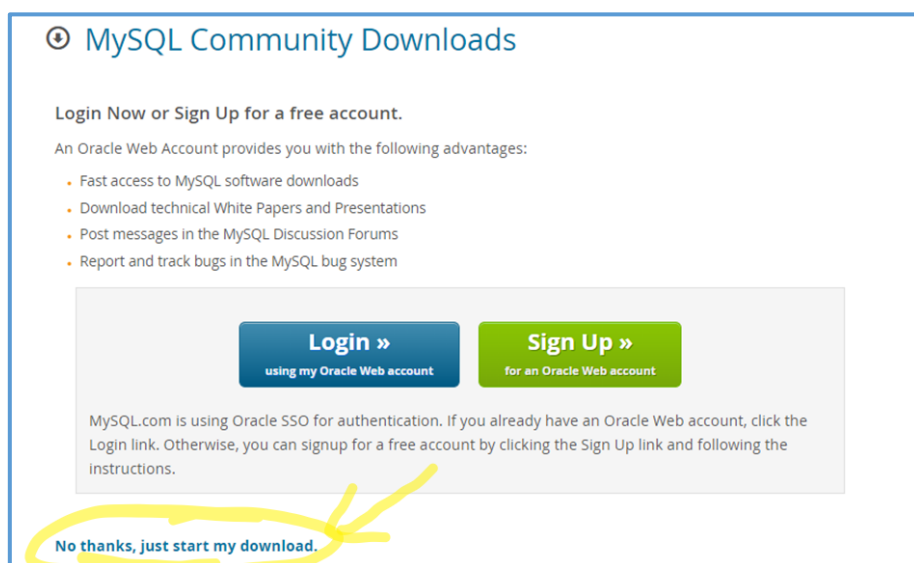 MySQL Community Downloads
Login Now or Sign Up for a free account.
An Oracle Web Account provides you with the following advantages:
Fast access to MySQL software downloads
Download technical White Papers and Presentations
Post messages in the MySQL Discussion Forums
Report and track bugs in the MySQL bug system
Login »
using my Oracle Web account
Sign Up »
for an Oracle Web account
MySQL.com is using Oracle SSO for authentication. If you already have an Oracle Web account, click the
Login link. Otherwise, you can signup for a free account by clicking the Sign Up link and following the
instructions.
No thanks, just start my download.